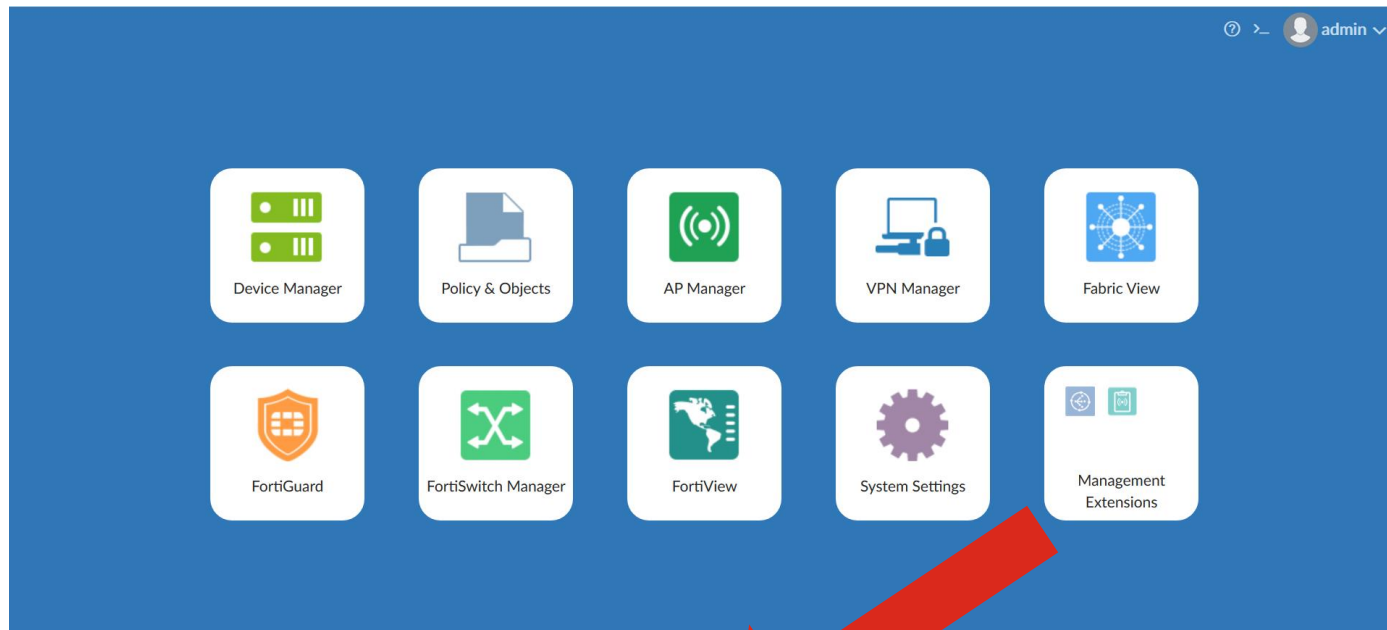 admin
Device Manager
Policy & Objects
AP Manager
VPN Manager
Fabric View
FortiGuard
FortiSwitch Manager
FortiView
System Settings
Management
Extensions